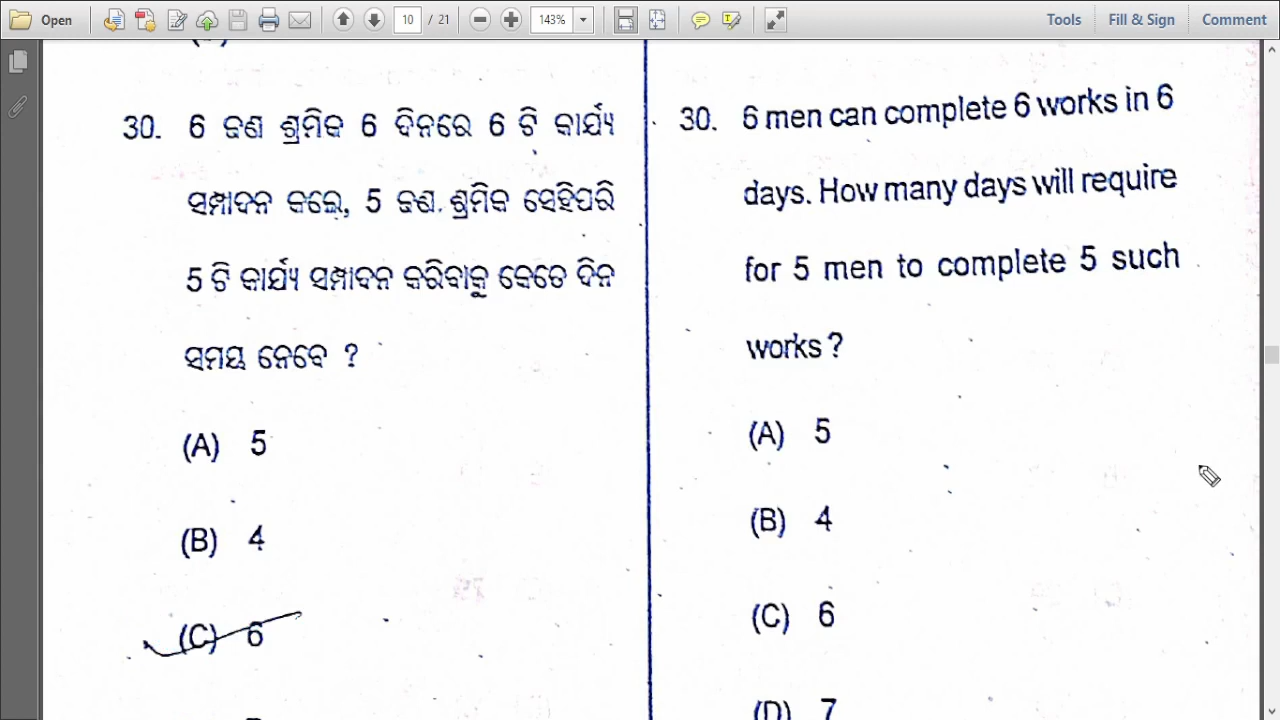 Open
10 / 21
143%
Tools
Fill & Sign
Comment
30. 6 ଜଣ ଶ୍ରମିକ 6 ଦିନରେ 6 ଟି କାର୍ଯ୍ୟ
ସମ୍ପାଦନ କଲେ, 5 ଜଣ ଶ୍ରମିକ ସେହିପରି
5 ଟି କାର୍ଯ୍ୟ ସମ୍ପାଦନ କରିବାକୁ କେତେ ଦିନ
ସମୟ ନେବେ ?
(A) 5
(B) 4
(C) 6
30. 6 men can complete 6 works in 6
days. How many days will require
for 5 men to complete 5 such
works ?
(A) 5
(B) 4
(C) 6
(D) 7